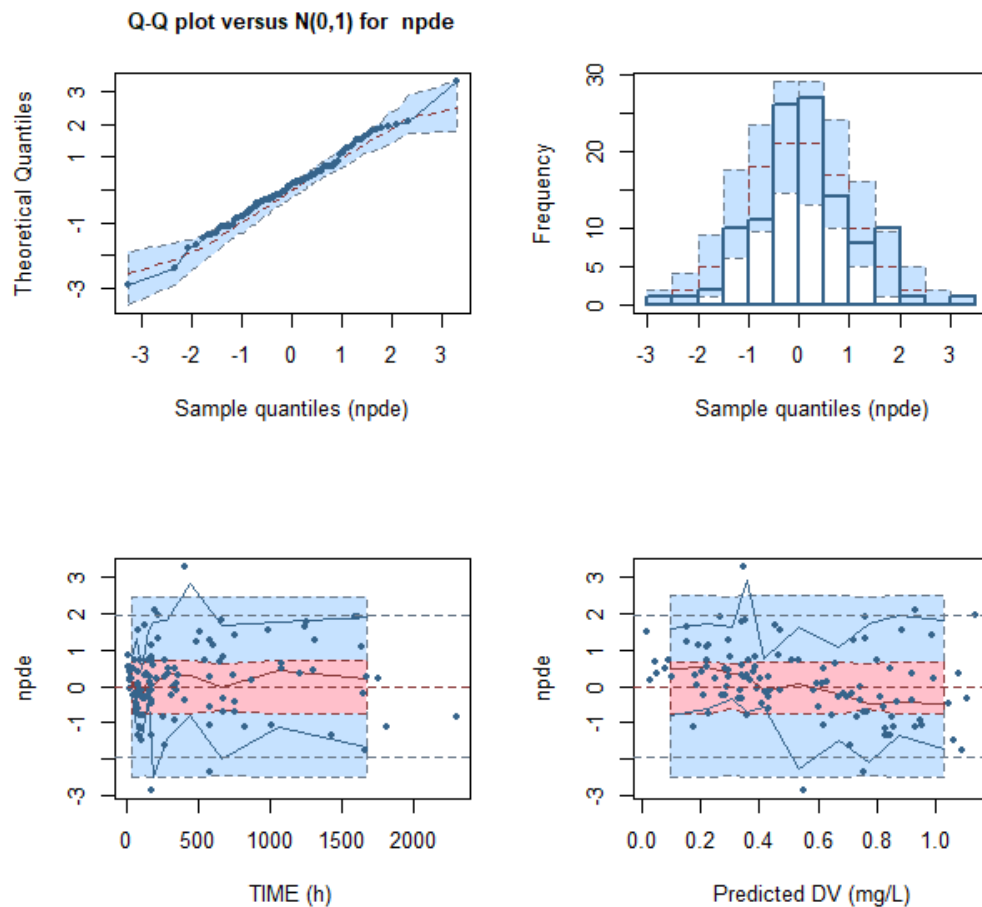 Q-Q plot versus N(0,1) for  npde
Theoretical Quantiles
3
2
1
-1
-3
-3 -2 -1 0 1 2 3
Sample quantiles (npde)
Frequency
30
20
10
5
0
-3 -2 -1 0 1 2 3
Sample quantiles (npde)
npde
3
2
1
0
-1
-3
0 500 1000 1500 2000
TIME (h)
npde
3
2
1
0
-1
-3
0.0 0.2 0.4 0.6 0.8 1.0
Predicted DV (mg/L)